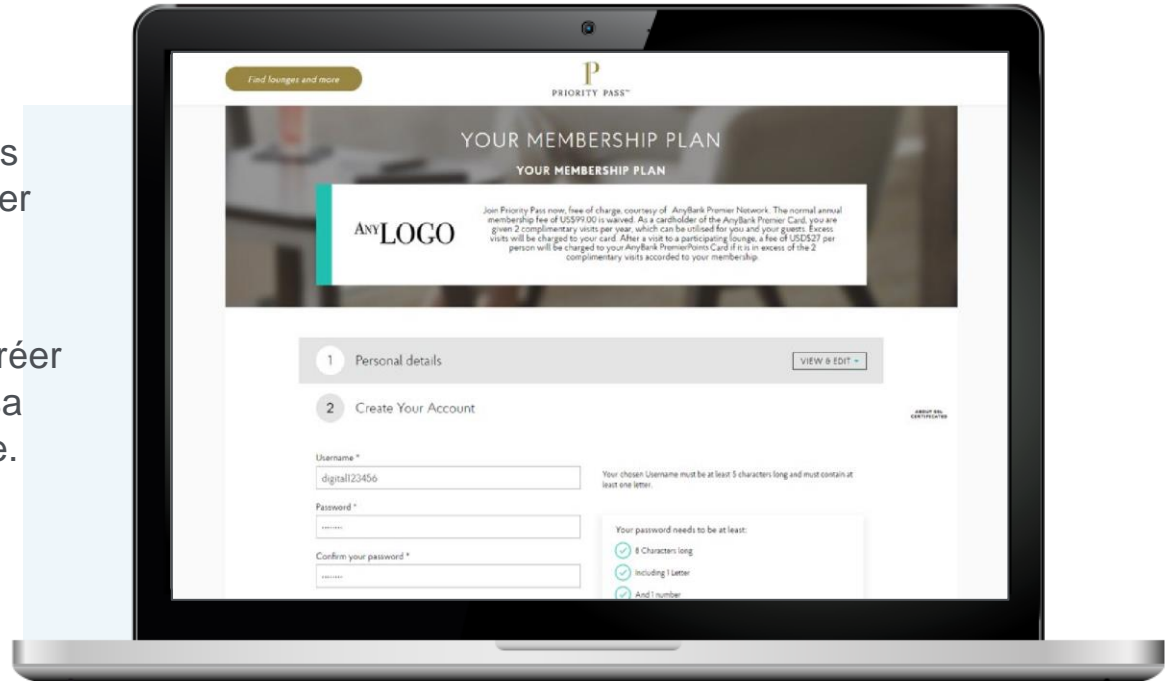 s
er
réer
a
e.
Find lounges and more
PRIORITY PASS™
YOUR MEMBERSHIP PLAN
YOUR MEMBERSHIP PLAN
ANYLOGO
Join Priority Pass now, free of charge, courtesy of AnyBank Premier Network. The normal annual
membership fee of US$99.00 is waived. As a cardholder of the AnyBank Premier Card, you are
given 2 complimentary visits per year, which can be utilised for you and your guests. Excess
visits will be charged to your card. After a visit to a participating lounge, a fee of USD$27 per
person will be charged to your AnyBank PremierPoints Card if it is in excess of the 2
complimentary visits accorded to your membership.
1 Personal details
VIEW & EDIT
2 Create Your Account
ABOUT SSL
CERTIFICATES
Username *
digital123456
Your chosen Username must be at least 5 characters long and must contain at
least one letter.
Password *
Your password needs to be at least:
8 Characters long
Confirm your password *
Including 1 Letter
And 1 number